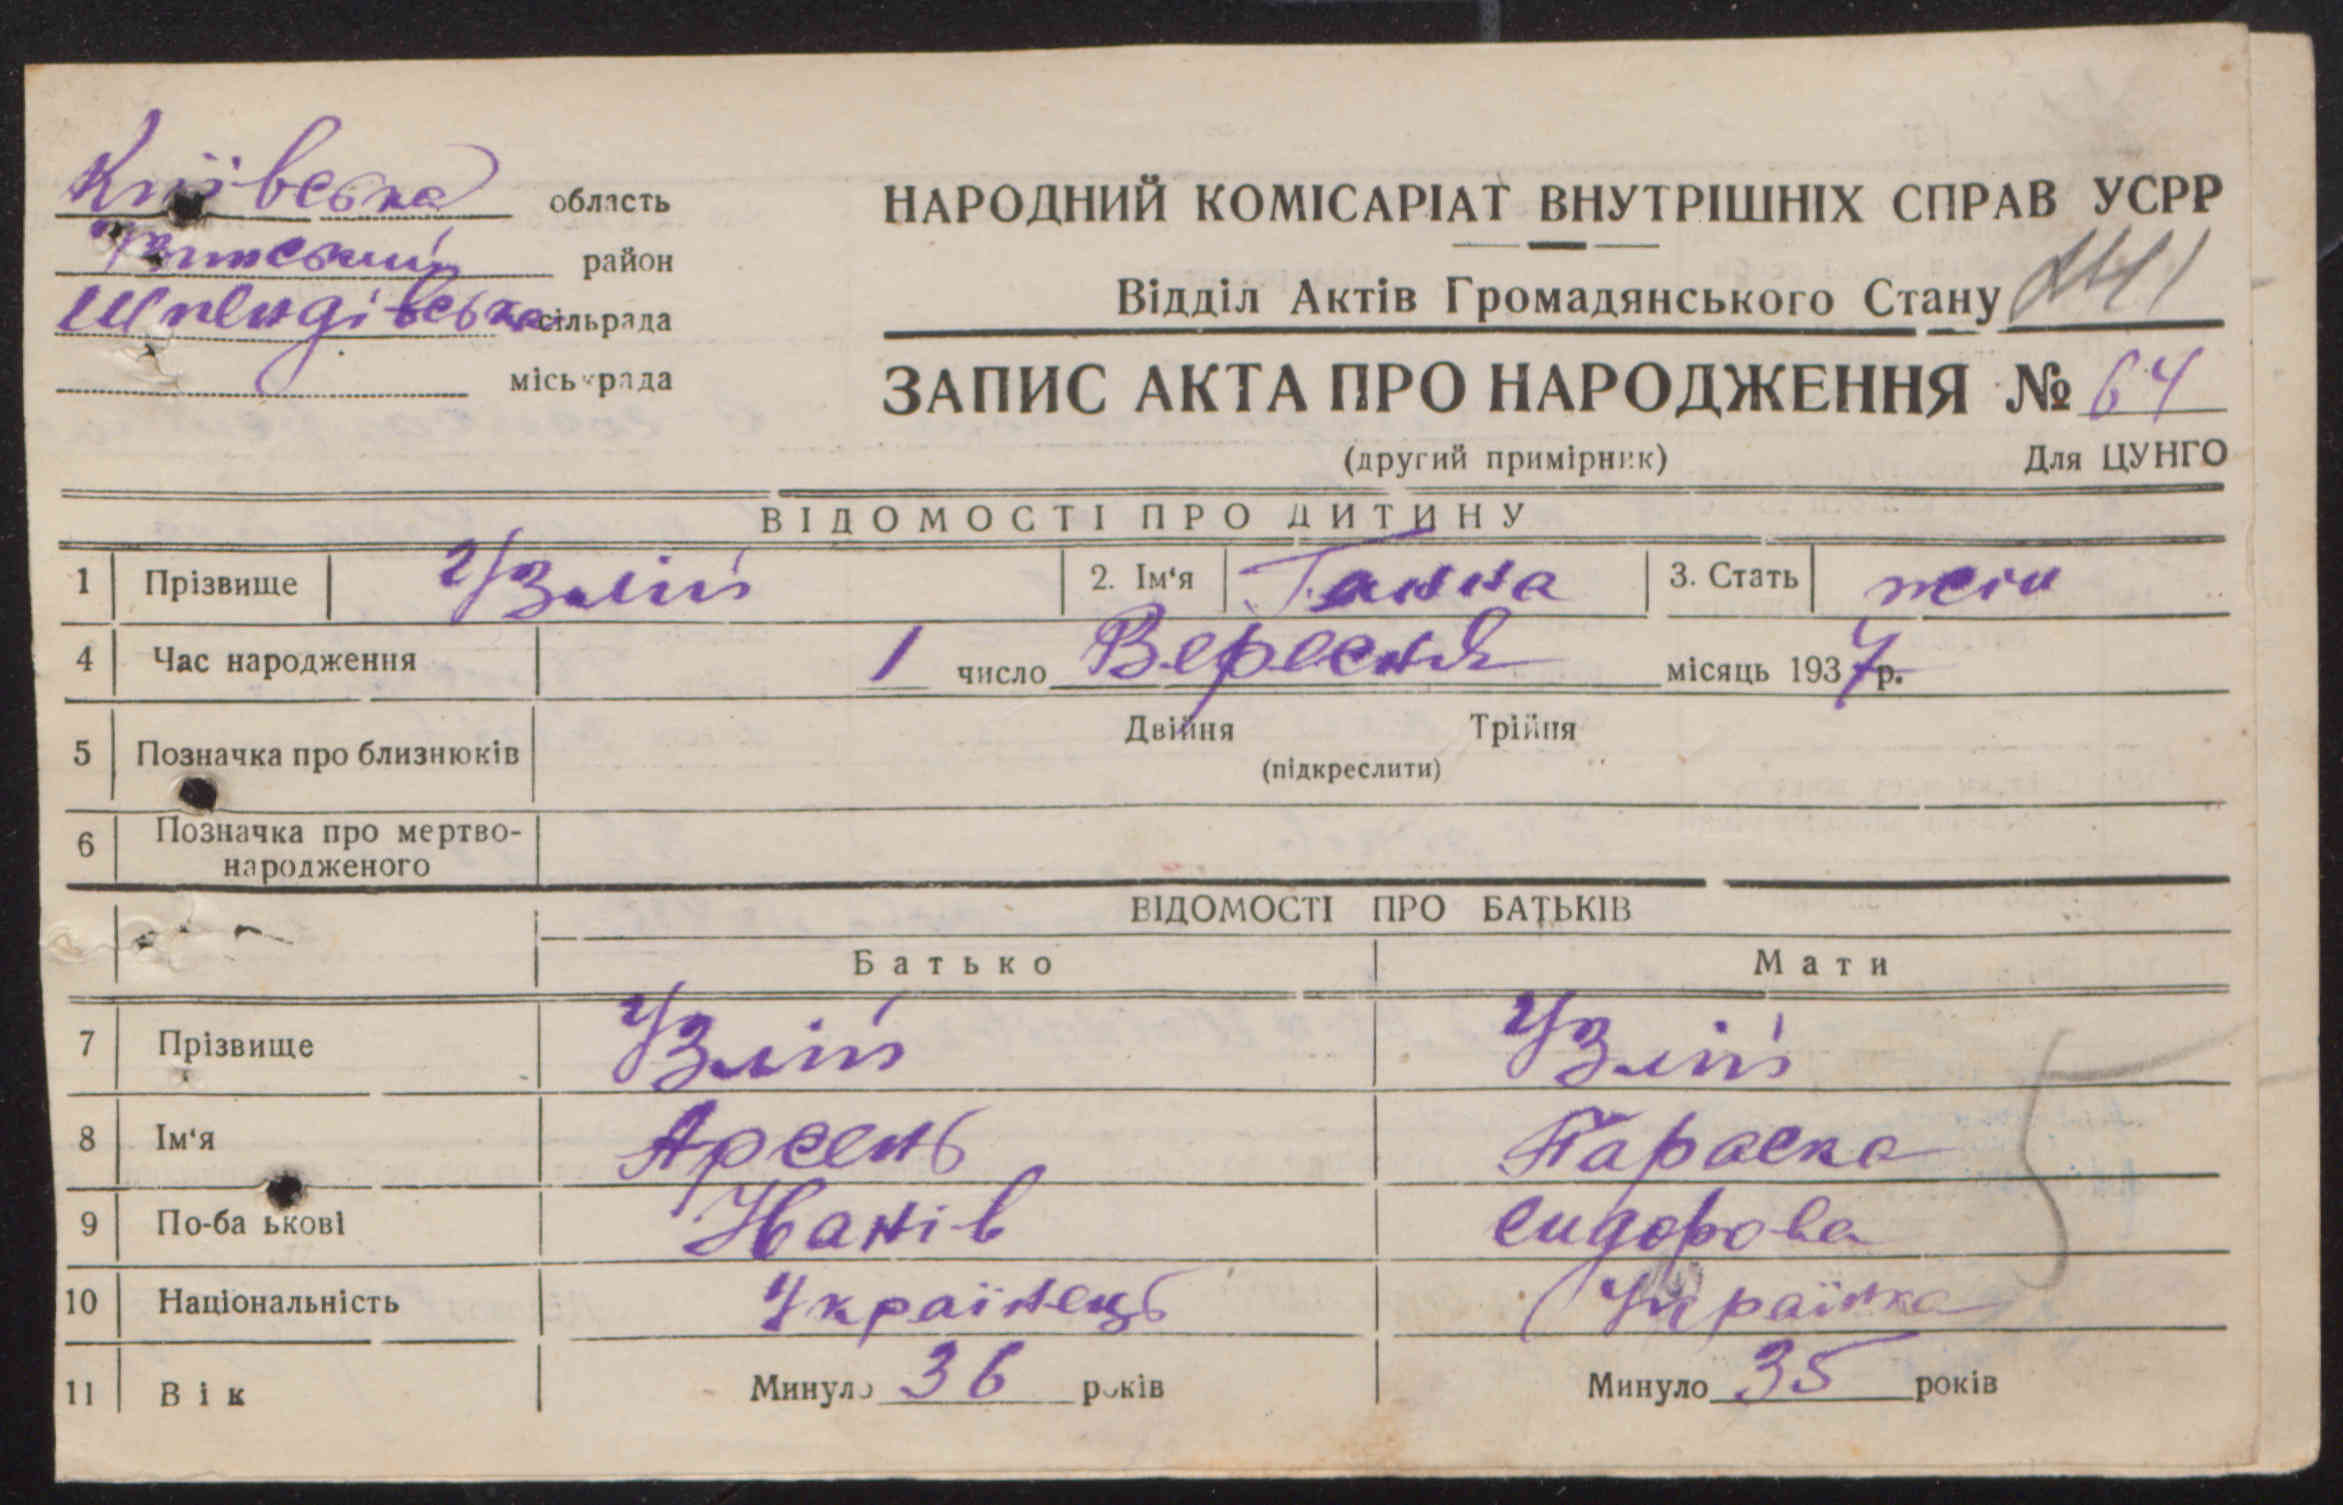 Київська область
район
Шпендівська сільрада
міськрада
НАРОДНИЙ КОМІСАРІАТ ВНУТРІШНІХ СПРАВ УСРР
Відділ Актів Громадянського Стану
ЗАПИС АКТА ПРО НАРОДЖЕННЯ № 64
(другий примірник) Для ЦУНГО
ВІДОМОСТІ ПРО ДИТИНУ
1 Прізвище Узлій 2. Ім'я Ганна 3. Стать жін
4 Час народження 1 число Вересня місяць 1937 р.
5 Позначка про близнюків Двійня Трійня
(підкреслити)
6 Позначка про мертво-
народженого
ВІДОМОСТІ ПРО БАТЬКІВ
Батько Мати
7 Прізвище Узлій Узлій
8 Ім'я Арсень Параска
9 По-ба ькові Іванів Сидорова
10 Національність Українець Українка
11 Вік Минуло 36 років Минуло 35 років